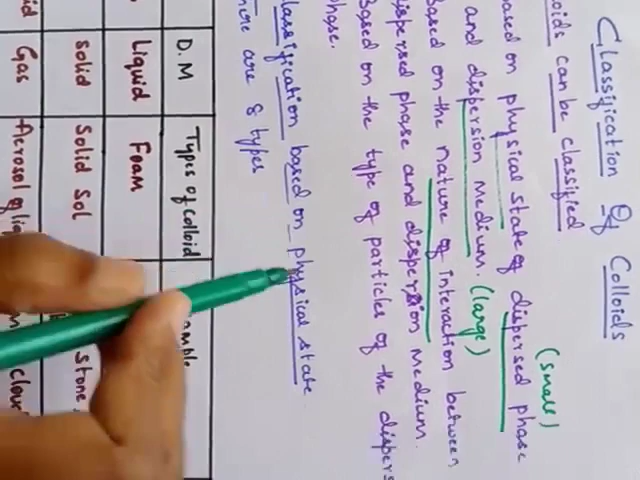 Classification Of Colloids
can be classified
on physical state of dispersed phase (small)
and dispersion medium. (large)
Based on the nature of interaction between
dispersed phase and dispersion medium.
Based on the type of particles of the
phase.
Classification based on physical state
There are 8 types
D.M Types of colloid
Liquid Foam
Solid Solid Sol Stone
Gas Aerosol of